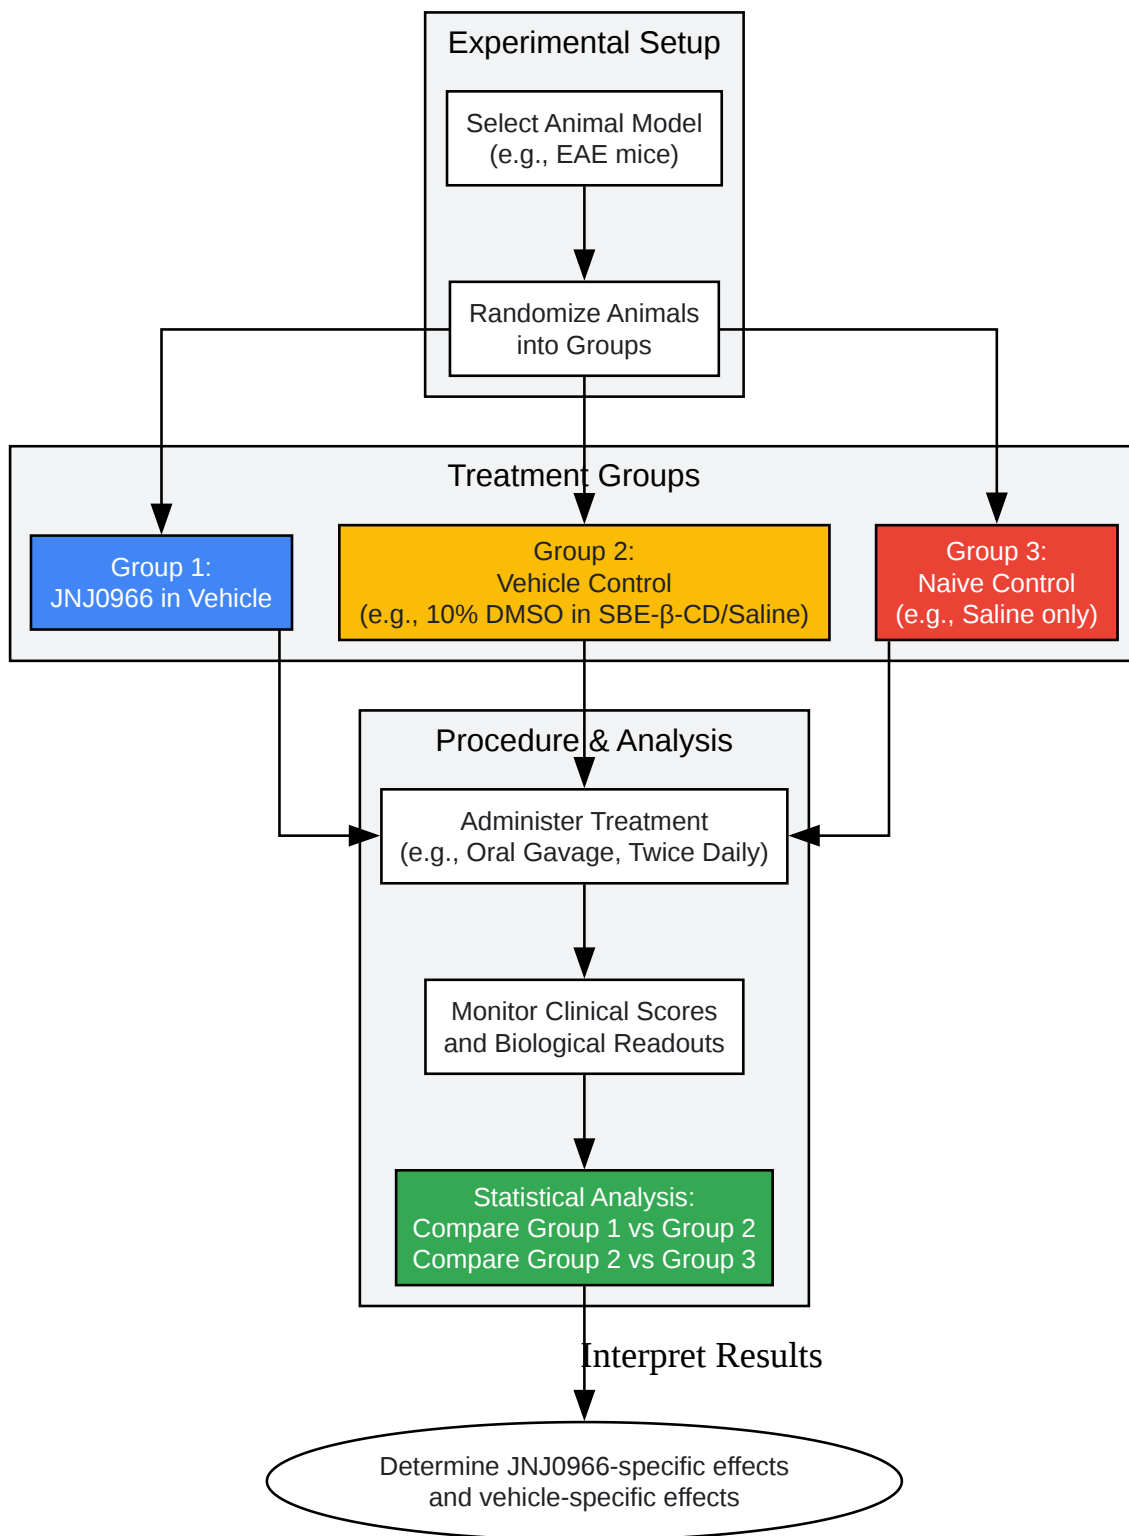 Experimental Setup
Select Animal Model
(e.g., EAE mice)
Randomize Animals
into Groups
Treatment Groups
Group 1:
JNJ0966 in Vehicle
Group 2:
Vehicle Control
(e.g., 10% DMSO in SBE-β-CD/Saline)
Group 3:
Naive Control
(e.g., Saline only)
Procedure & Analysis
Administer Treatment
(e.g., Oral Gavage, Twice Daily)
Monitor Clinical Scores
and Biological Readouts
Statistical Analysis:
Compare Group 1 vs Group 2
Compare Group 2 vs Group 3
Interpret Results
Determine JNJ0966-specific effects
and vehicle-specific effects